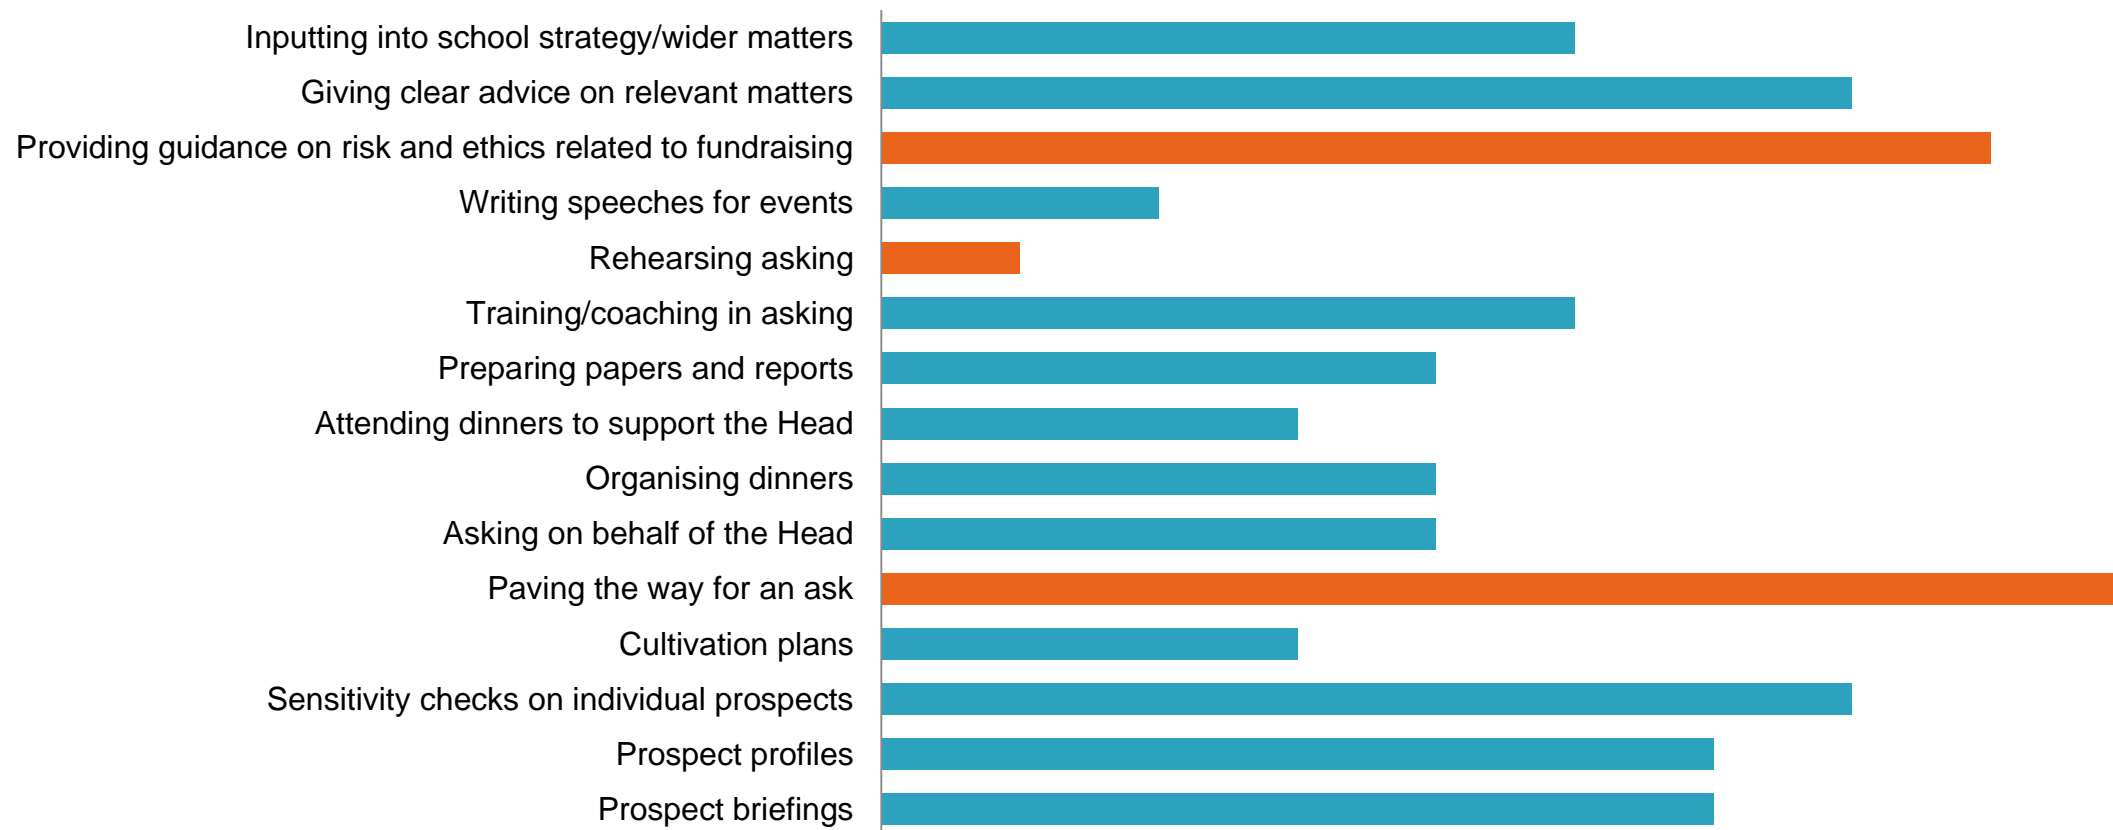 Inputting into school strategy/wider matters
Giving clear advice on relevant matters
Providing guidance on risk and ethics related to fundraising
Writing speeches for events
Rehearsing asking
Training/coaching in asking
Preparing papers and reports
Attending dinners to support the Head
Organising dinners
Asking on behalf of the Head
Paving the way for an ask
Cultivation plans
Sensitivity checks on individual prospects
Prospect profiles
Prospect briefings